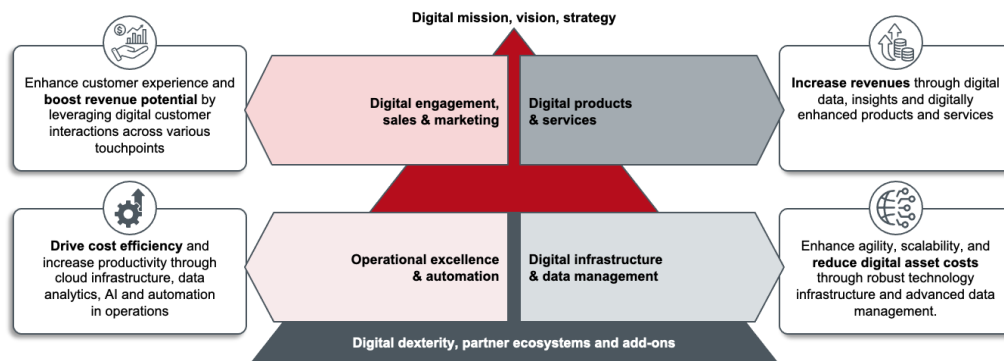 Digital mission, vision, strategy
Enhance customer experience and
boost revenue potential by
leveraging digital customer
interactions across various
touchpoints
Digital engagement,
sales & marketing
Digital products
& services
Increase revenues through digital
data, insights and digitally
enhanced products and services
Drive cost efficiency and
increase productivity through
cloud infrastructure, data
analytics, AI and automation
in operations
Operational excellence
& automation
Digital infrastructure
& data management
Enhance agility, scalability, and
reduce digital asset costs
through robust technology
infrastructure and advanced data
management.
Digital dexterity, partner ecosystems and add-ons